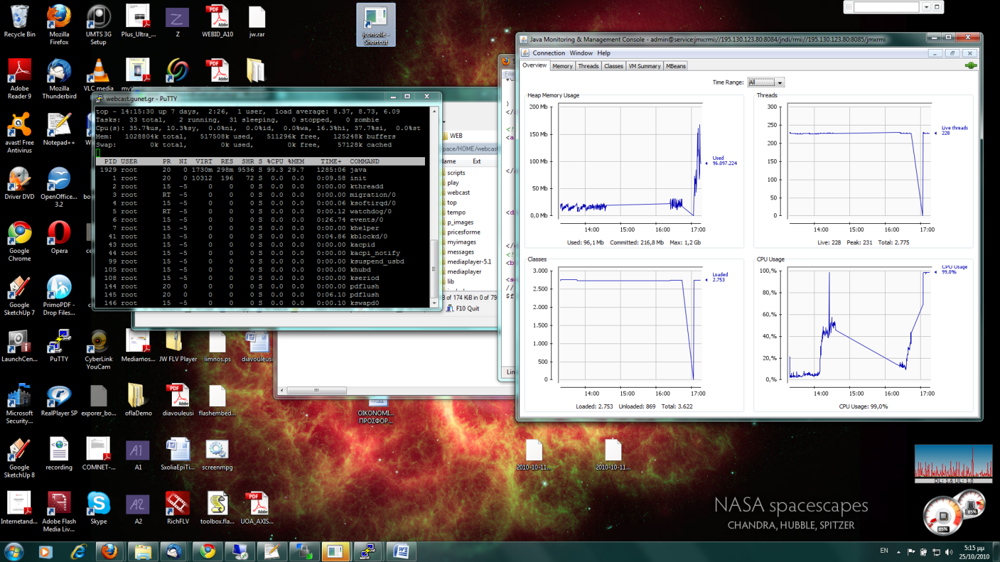 Recycle Bin
Mozilla Firefox
UMTS 3G Setup
Plus_Ultra_...
Z
WEBID_A10
jw.rar
jconsole - Shortcut
Adobe Reader 9
Mozilla Thunderbird
VLC media
avast! Free Antivirus
Notepad++
Driver DVD
OpenOffice.... 3.2
Google Chrome
Opera
Google SketchUp 7
PrimoPDF - Drop Files...
LaunchCen...
PuTTY
CyberLink YouCam
Mediamos...
JW FLV Player
limnos.ps
diavouleusi
Microsoft Security...
RealPlayer SP
exporer_bo...
oflaDemo
diavouleusi
flashembed...
ΟΙΚΟΝΟΜΙ... ΠΡΟΣΦΟΡ...
Google SketchUp 8
recording
COMNET-...
A1
SxoliaEpiTi...
screenmpg
2010-10-11...
2010-10-11...
Internetand...
Adobe Flash Media Liv...
Skype
A2
RichFLV
toolbox.fla...
UOA_AXIS...
webcast.gunet.gr - PuTTY
top - 14:15:30 up 7 days, 2:26, 1 user, load average: 8.37, 8.73, 6.09
Tasks: 33 total, 2 running, 31 sleeping, 0 stopped, 0 zombie
Cpu(s): 35.7%us, 10.3%sy, 0.0%ni, 0.0%id, 0.0%wa, 16.3%hi, 37.7%si, 0.0%st
Mem: 1028804k total, 517508k used, 511296k free, 125248k buffers
Swap: 0k total, 0k used, 0k free, 57128k cached
PID USER PR NI VIRT RES SHR S %CPU %MEM TIME+ COMMAND
1929 root 20 0 1730m 298m 9536 S 99.3 29.7 1285:06 java
1 root 20 0 10312 196 72 S 0.0 0.0 0:09.58 init
2 root 15 -5 0 0 0 S 0.0 0.0 0:00.00 kthreadd
3 root RT -5 0 0 0 S 0.0 0.0 0:00.00 migration/0
4 root 15 -5 0 0 0 S 0.0 0.0 0:00.06 ksoftirqd/0
5 root RT -5 0 0 0 S 0.0 0.0 0:00.12 watchdog/0
6 root 15 -5 0 0 0 S 0.0 0.0 0:26.74 events/0
7 root 15 -5 0 0 0 S 0.0 0.0 0:00.00 khelper
41 root 15 -5 0 0 0 S 0.0 0.0 0:04.86 kblockd/0
43 root 15 -5 0 0 0 S 0.0 0.0 0:00.00 kacpid
44 root 15 -5 0 0 0 S 0.0 0.0 0:00.00 kacpi_notify
99 root 15 -5 0 0 0 S 0.0 0.0 0:00.00 ksuspend_usbd
105 root 15 -5 0 0 0 S 0.0 0.0 0:00.00 khubd
108 root 15 -5 0 0 0 S 0.0 0.0 0:00.00 kseriod
144 root 20 0 0 0 0 S 0.0 0.0 0:00.00 pdflush
145 root 20 0 0 0 0 S 0.0 0.0 0:06.10 pdflush
146 root 15 -5 0 0 0 S 0.0 0.0 0:00.10 kswapd0
WEB
pace/HOME/webcast
Ext
scripts
play
webcast
top
tempo
p_images
pricesforme
myimages
messages
mediaplayer-5.1
mediaplayer
lib
of 174 KiB in 0 of 79
F10 Quit
Java Monitoring & Management Console - admin@service:jmx:rmi://195.130.123.80:8084/jndi/rmi://195.130.123.80:8085/jmxrmi
Connection Window Help
Overview Memory Threads Classes VM Summary MBeans
Time Range: All
Heap Memory Usage
200 Mb
150 Mb
100 Mb
50 Mb
0,0 Mb
14:00 15:00 16:00 17:00
Used
96.097.224
Used: 96,1 Mb Committed: 216,8 Mb Max: 1,2 Gb
Threads
300
250
200
150
100
50
0
14:00 15:00 16:00 17:00
Live threads
228
Live: 228 Peak: 231 Total: 2.775
Classes
3.000
2.500
2.000
1.500
1.000
500
0
14:00 15:00 16:00 17:00
Loaded
2.753
Loaded: 2.753 Unloaded: 869 Total: 3.622
CPU Usage
100,%
80,%
60,%
40,%
20,%
0,%
14:00 15:00 16:00 17:00
CPU Usage
99.0%
CPU Usage: 99,0%
NASA spacescapes
CHANDRA, HUBBLE, SPITZER
05%
85%
EN
5:15 μμ
25/10/2010